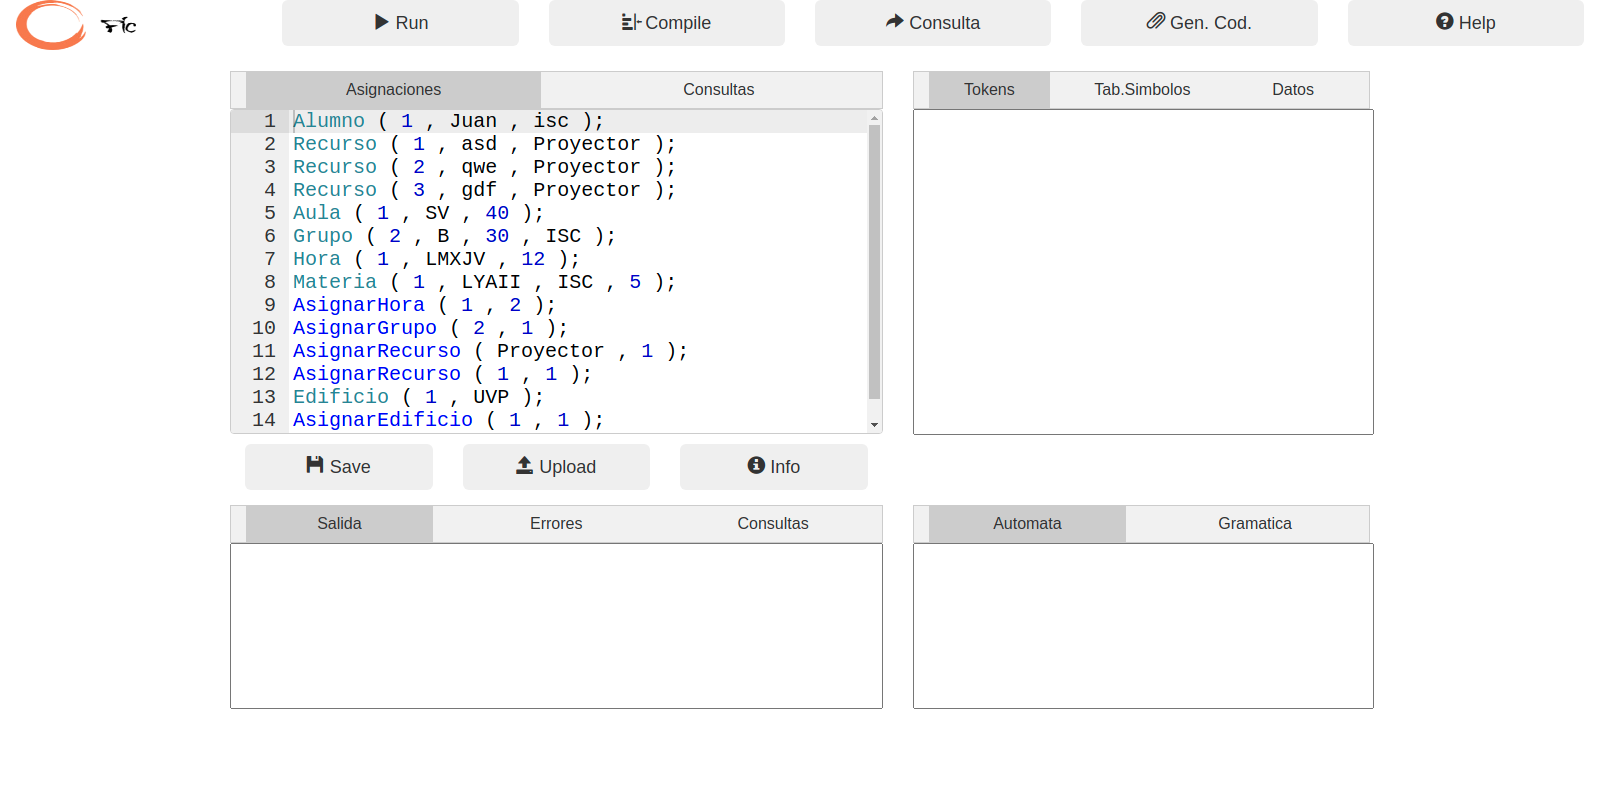 Fic
Run
Compile
Consulta
Gen. Cod.
Help
Asignaciones
Consultas
Tokens
Tab.Simbolos
Datos
1 Alumno ( 1 , Juan , isc );
2 Recurso ( 1 , asd , Proyector );
3 Recurso ( 2 , qwe , Proyector );
4 Recurso ( 3 , gdf , Proyector );
5 Aula ( 1 , SV , 40 );
6 Grupo ( 2 , B , 30 , ISC );
7 Hora ( 1 , LMXJV , 12 );
8 Materia ( 1 , LYAII , ISC , 5 );
9 AsignarHora ( 1 , 2 );
10 AsignarGrupo ( 2 , 1 );
11 AsignarRecurso ( Proyector , 1 );
12 AsignarRecurso ( 1 , 1 );
13 Edificio ( 1 , UVP );
14 AsignarEdificio ( 1 , 1 );
Save
Upload
Info
Salida
Errores
Consultas
Automata
Gramatica